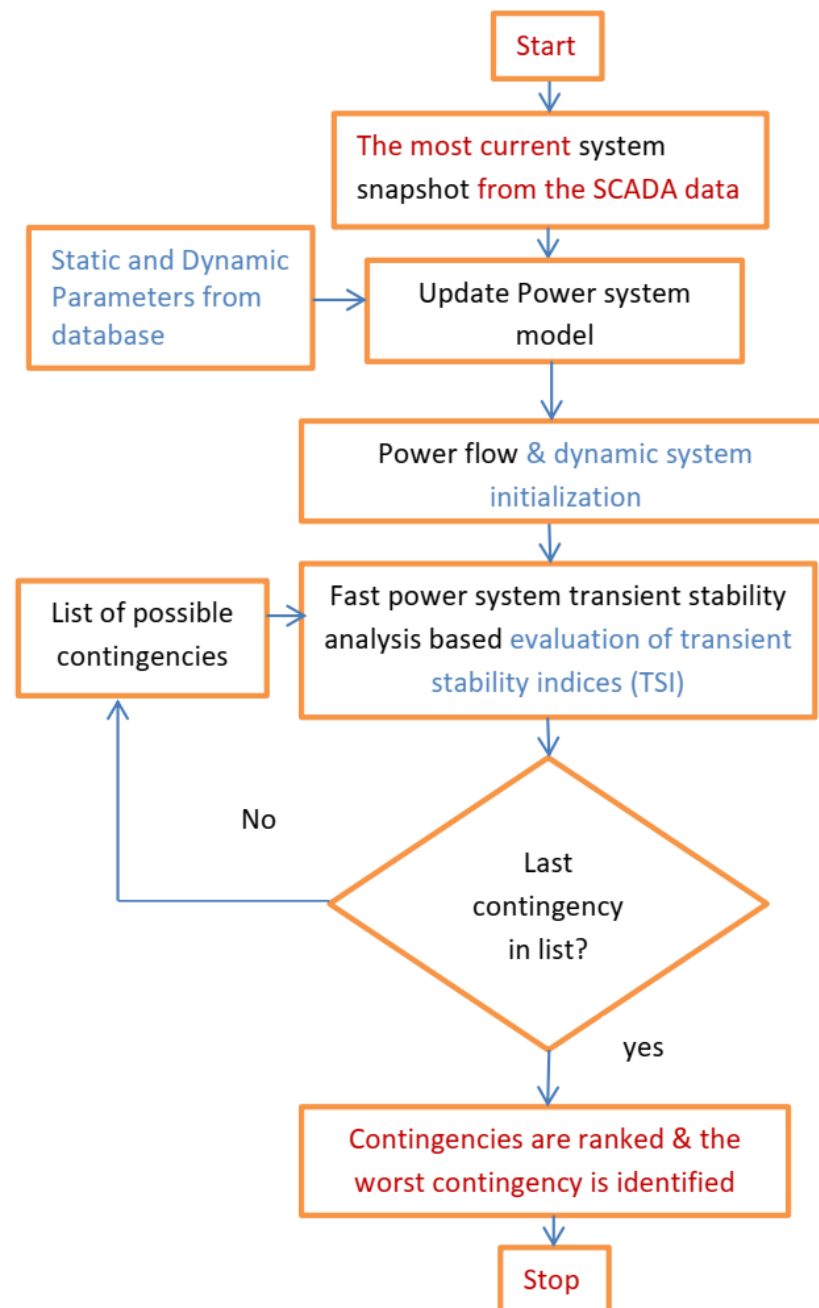 Start
The most current system
snapshot from the SCADA data
Static and Dynamic
Parameters from
database
Update Power system
model
Power flow & dynamic system
initialization
List of possible
contingencies
Fast power system transient stability
analysis based evaluation of transient
stability indices (TSI)
No
Last
contingency
in list?
yes
Contingencies are ranked & the
worst contingency is identified
Stop